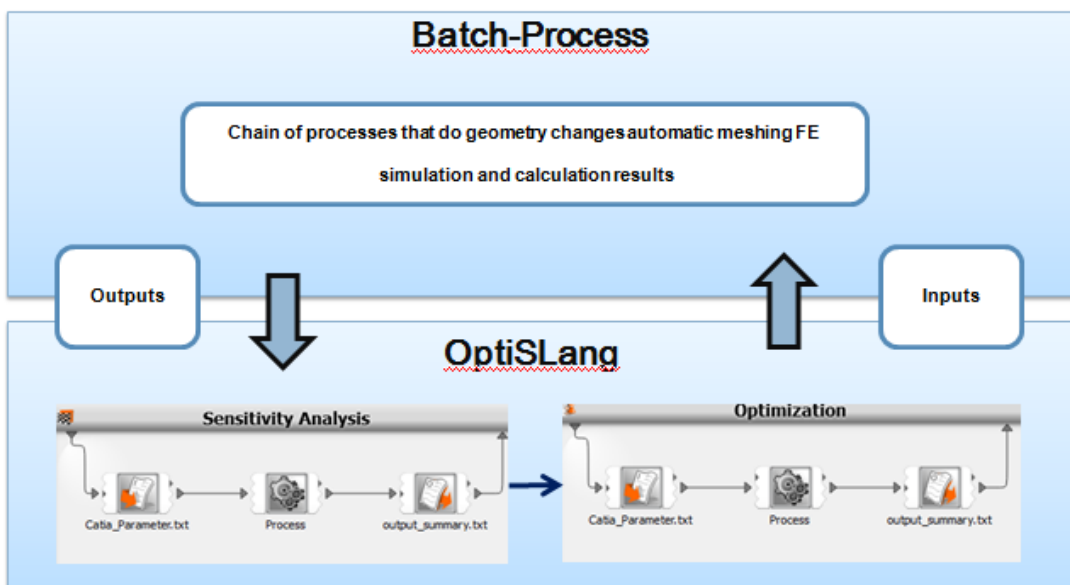 Batch-Process
Chain of processes that do geometry changes automatic meshing FE
simulation and calculation results
Outputs
Inputs
OptiSLang
Sensitivity Analysis
Catia_Parameter.txt
Process
output_summary.txt
Optimization
Catia_Parameter.txt
Process
output_summary.txt